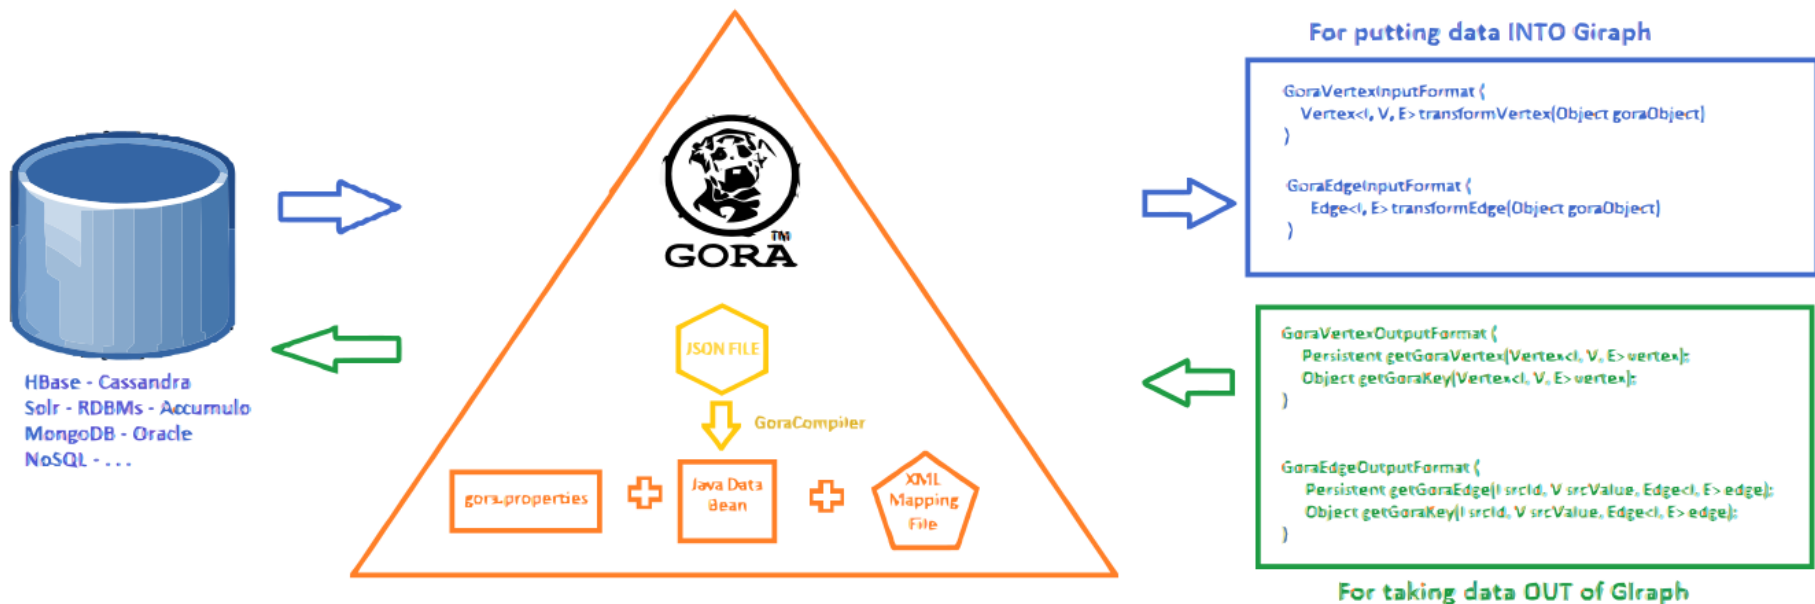 For putting data INTO Giraph
GoraVertexInputFormat {
Vertex<I, V, E> transformVertex(Object goraObject)
}
GoraEdgeInputFormat {
Edge<I, E> transformEdge(Object goraObject)
}
GORA
TM
JSON FILE
GoraCompiler
gora.properties
Java Data
Bean
XML
Mapping
File
HBase - Cassandra
Solr - RDBMs - Accumulo
MongoDB - Oracle
NoSQL - . . .
GoraVertexOutputFormat {
Persistent getGoraVertex(Vertex<I, V, E> vertex);
Object getGoraKey(Vertex<I, V, E> vertex);
}
GoraEdgeOutputFormat {
Persistent getGoraEdge(I srcId, V srcValue, Edge<I, E> edge);
Object getGoraKey(I srcId, V srcValue, Edge<I, E> edge);
}
For taking data OUT of Giraph